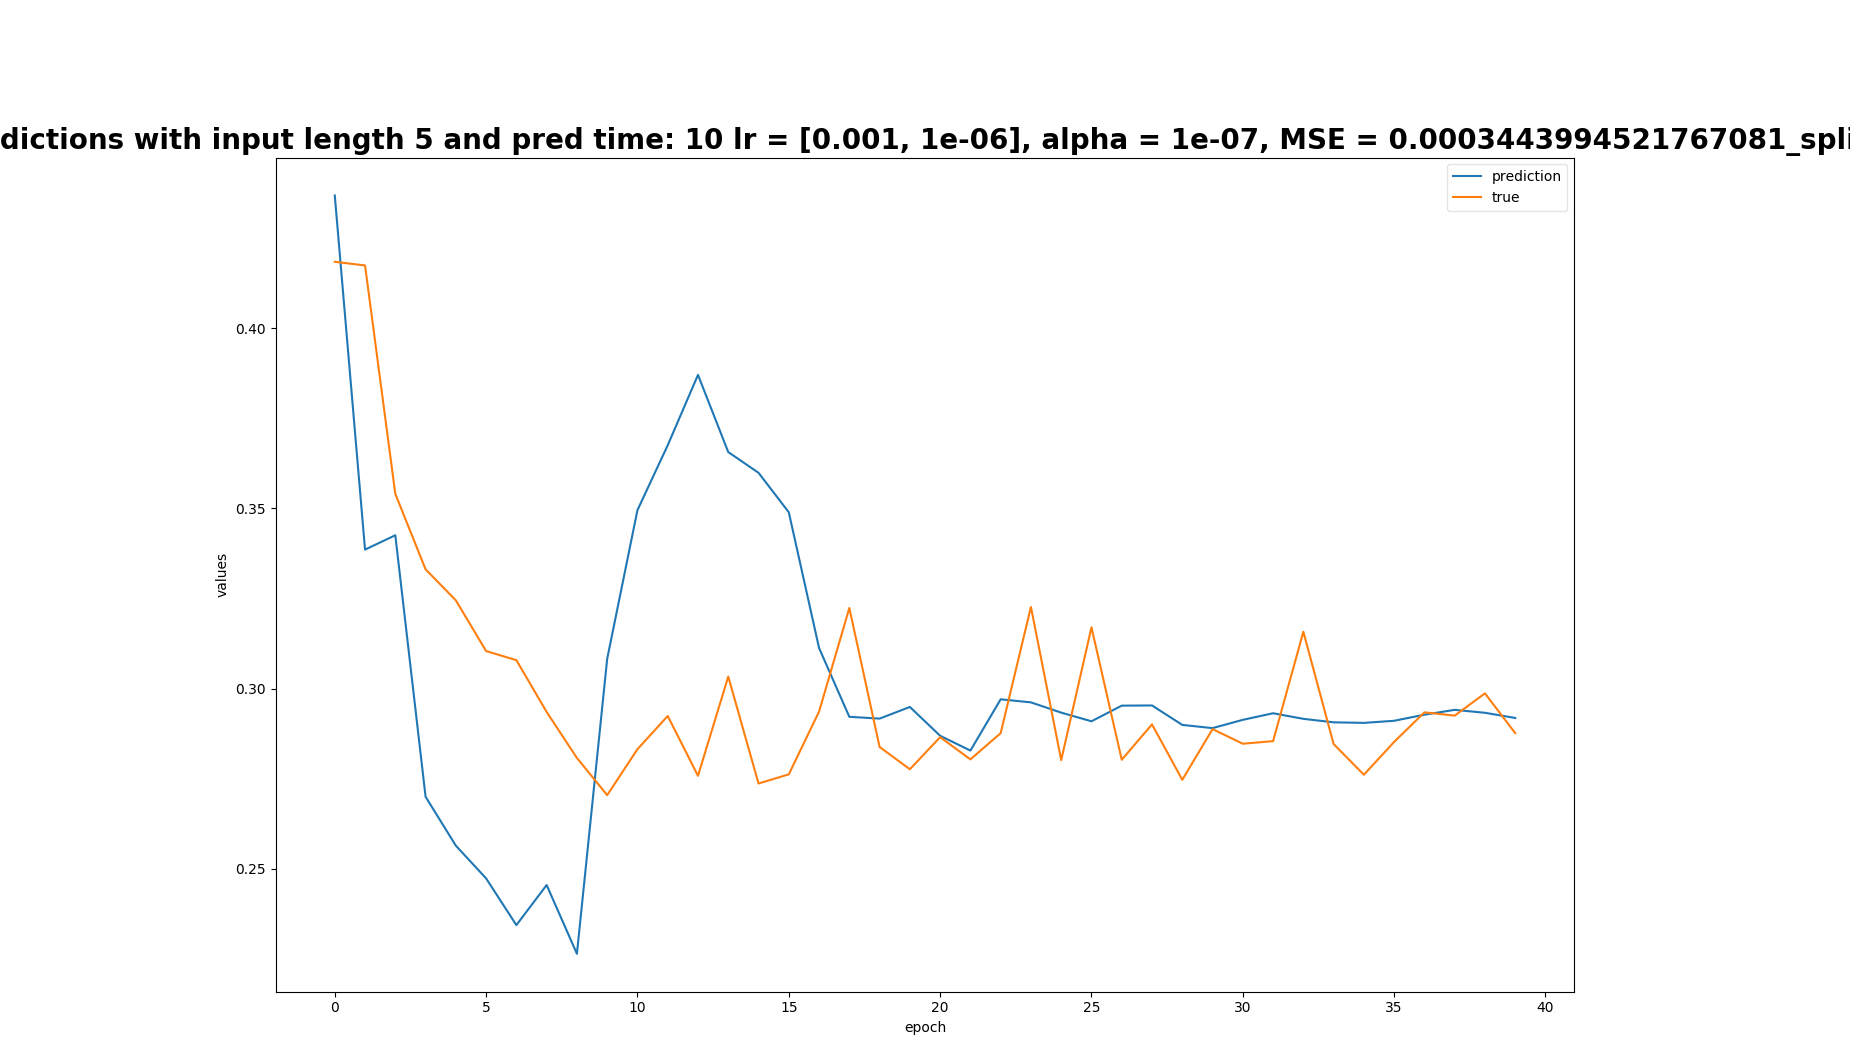 dictions with input length 5 and pred time: 10 lr = [0.001, 1e-06], alpha = 1e-07, MSE = 0.0003443994521767081_spli
prediction
true
0.40
0.35
values
0.30
0.25
0 5 10 15 20 25 30 35 40
epoch